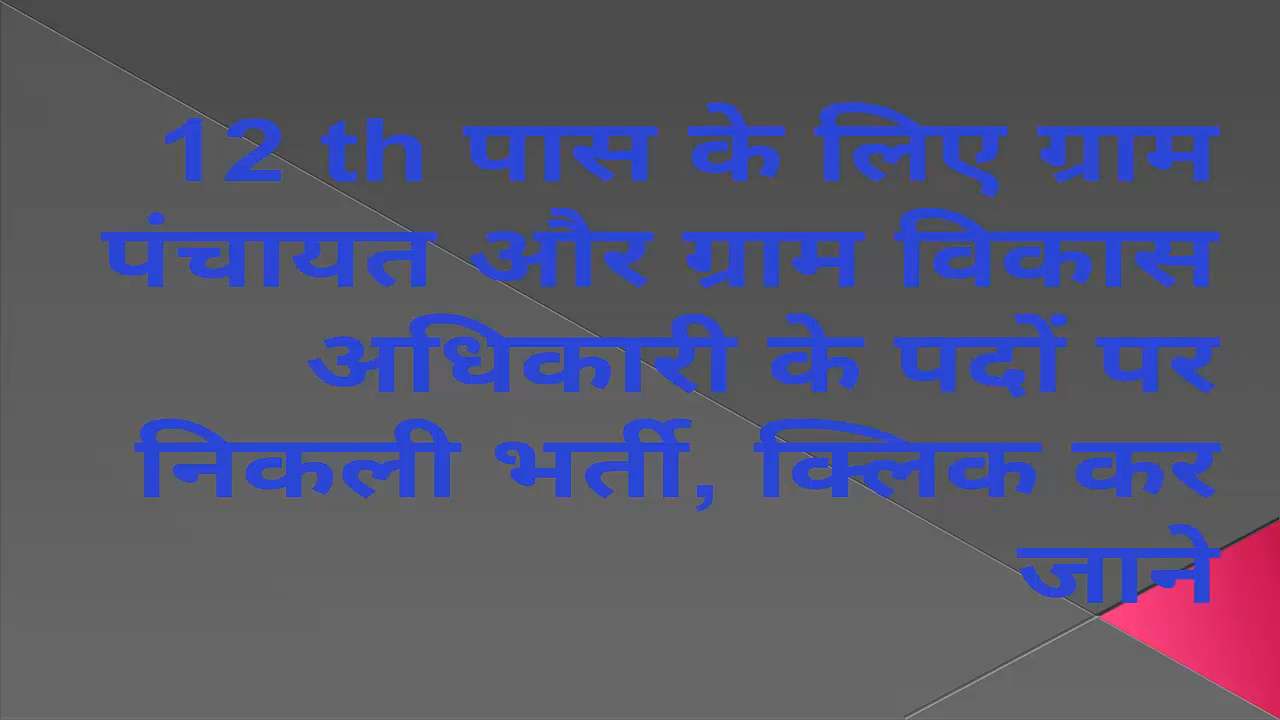 12 th पास के लिए ग्राम
पंचायत और ग्राम विकास
अधिकारी के पदों पर
निकली भर्ती, क्लिक कर
जाने